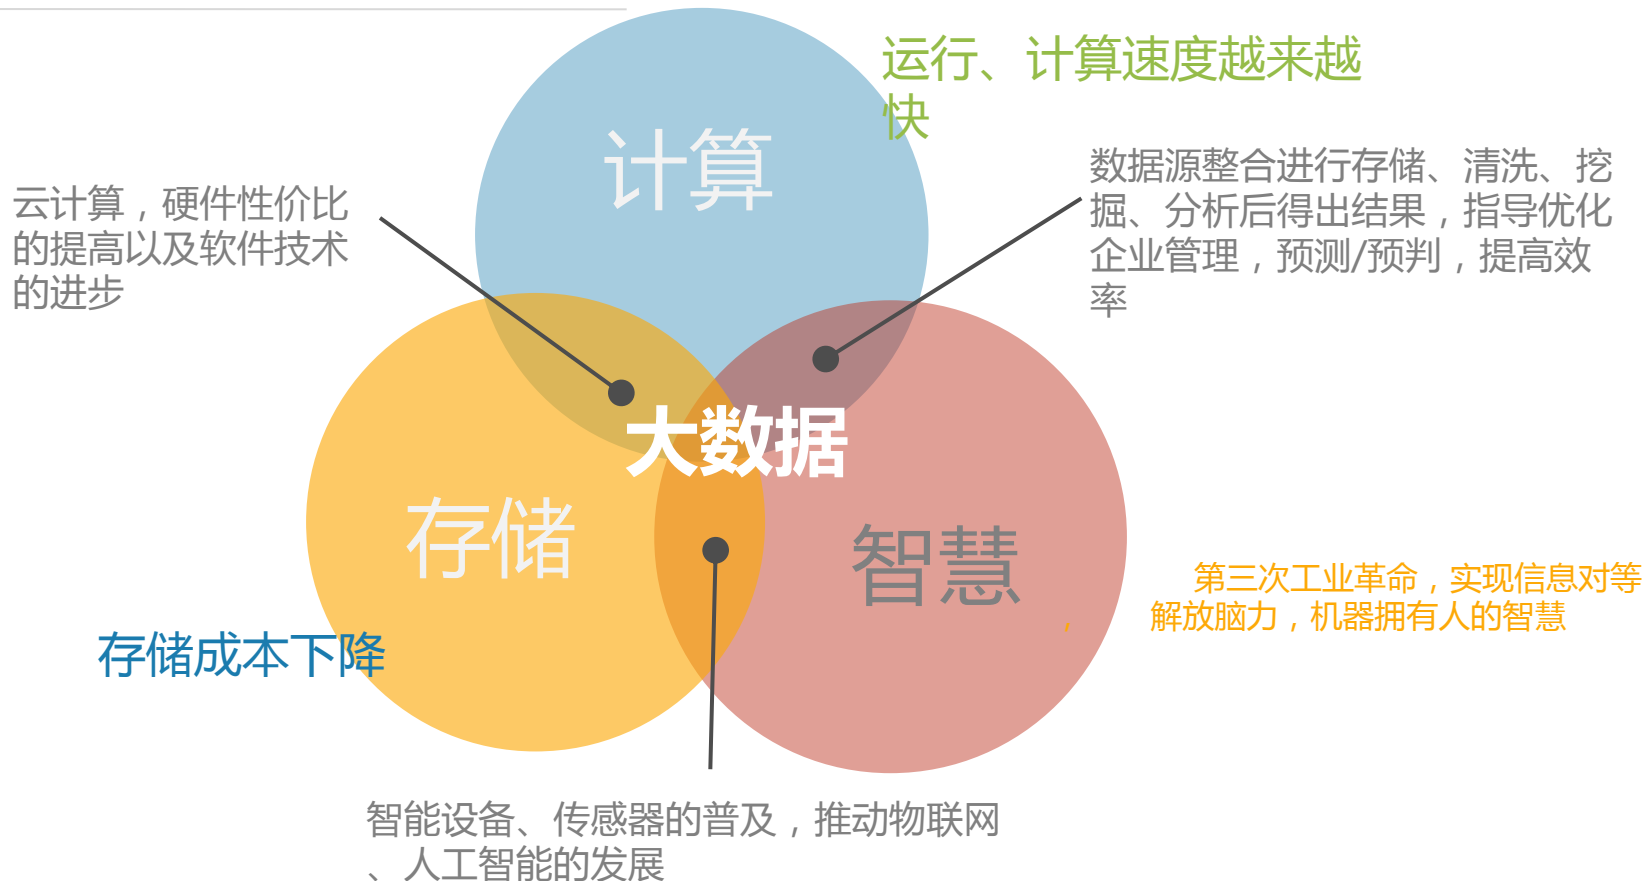 运行、计算速度越来越
快
计算
数据源整合进行存储、清洗、挖
掘、分析后得出结果，指导优化
企业管理，预测/预判，提高效
率
云计算，硬件性价比
的提高以及软件技术
的进步
大数据
存储
智慧
第三次工业革命，实现信息对等
，
解放脑力，机器拥有人的智慧
存储成本下降
智能设备、传感器的普及，推动物联网
、人工智能的发展